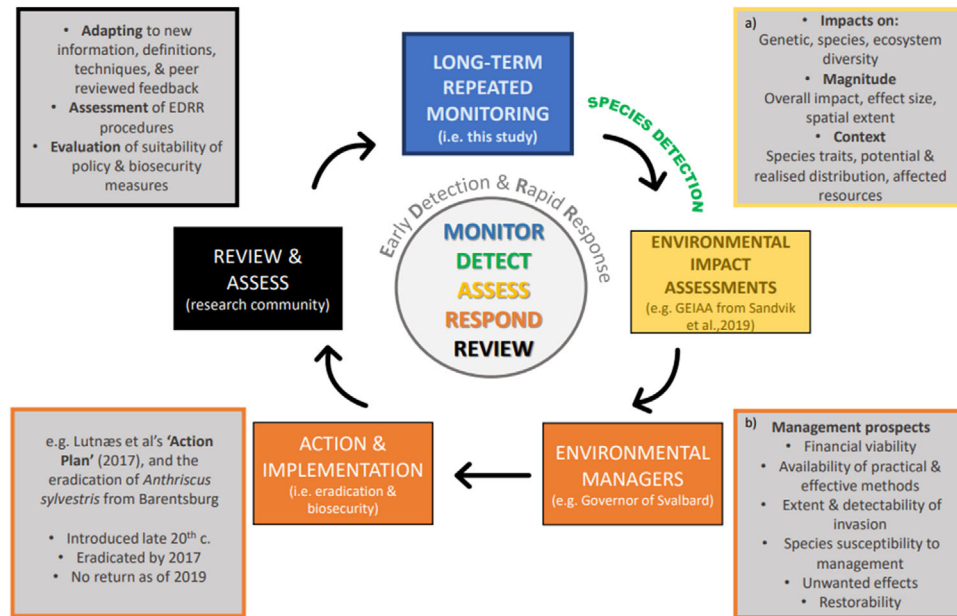 • Adapting to new
information, definitions,
techniques, & peer
reviewed feedback
• Assessment of EDRR
procedures
• Evaluation of suitability of
policy & biosecurity
measures
LONG-TERM
REPEATED
MONITORING
(i.e. this study)
SPECIES DETECTION
a)
• Impacts on:
Genetic, species, ecosystem
diversity
• Magnitude
Overall impact, effect size,
spatial extent
• Context
Species traits, potential &
realised distribution, affected
resources
Early Detection & Rapid Response
MONITOR
DETECT
ASSESS
RESPOND
REVIEW
REVIEW &
ASSESS
(research community)
ENVIRONMENTAL
IMPACT
ASSESSMENTS
(e.g. GEIAA from Sandvik
et al.,2019)
e.g. Lutnæs et al's 'Action
Plan' (2017), and the
eradication of Anthriscus
sylvestris from Barentsburg
• Introduced late 20th c.
• Eradicated by 2017
• No return as of 2019
ACTION &
IMPLEMENTATION
(i.e. eradication &
biosecurity)
ENVIRONMENTAL
MANAGERS
(e.g. Governor of Svalbard)
b)
Management prospects
• Financial viability
• Availability of practical &
effective methods
• Extent & detectability of
invasion
• Species susceptibility to
management
• Unwanted effects
• Restorability